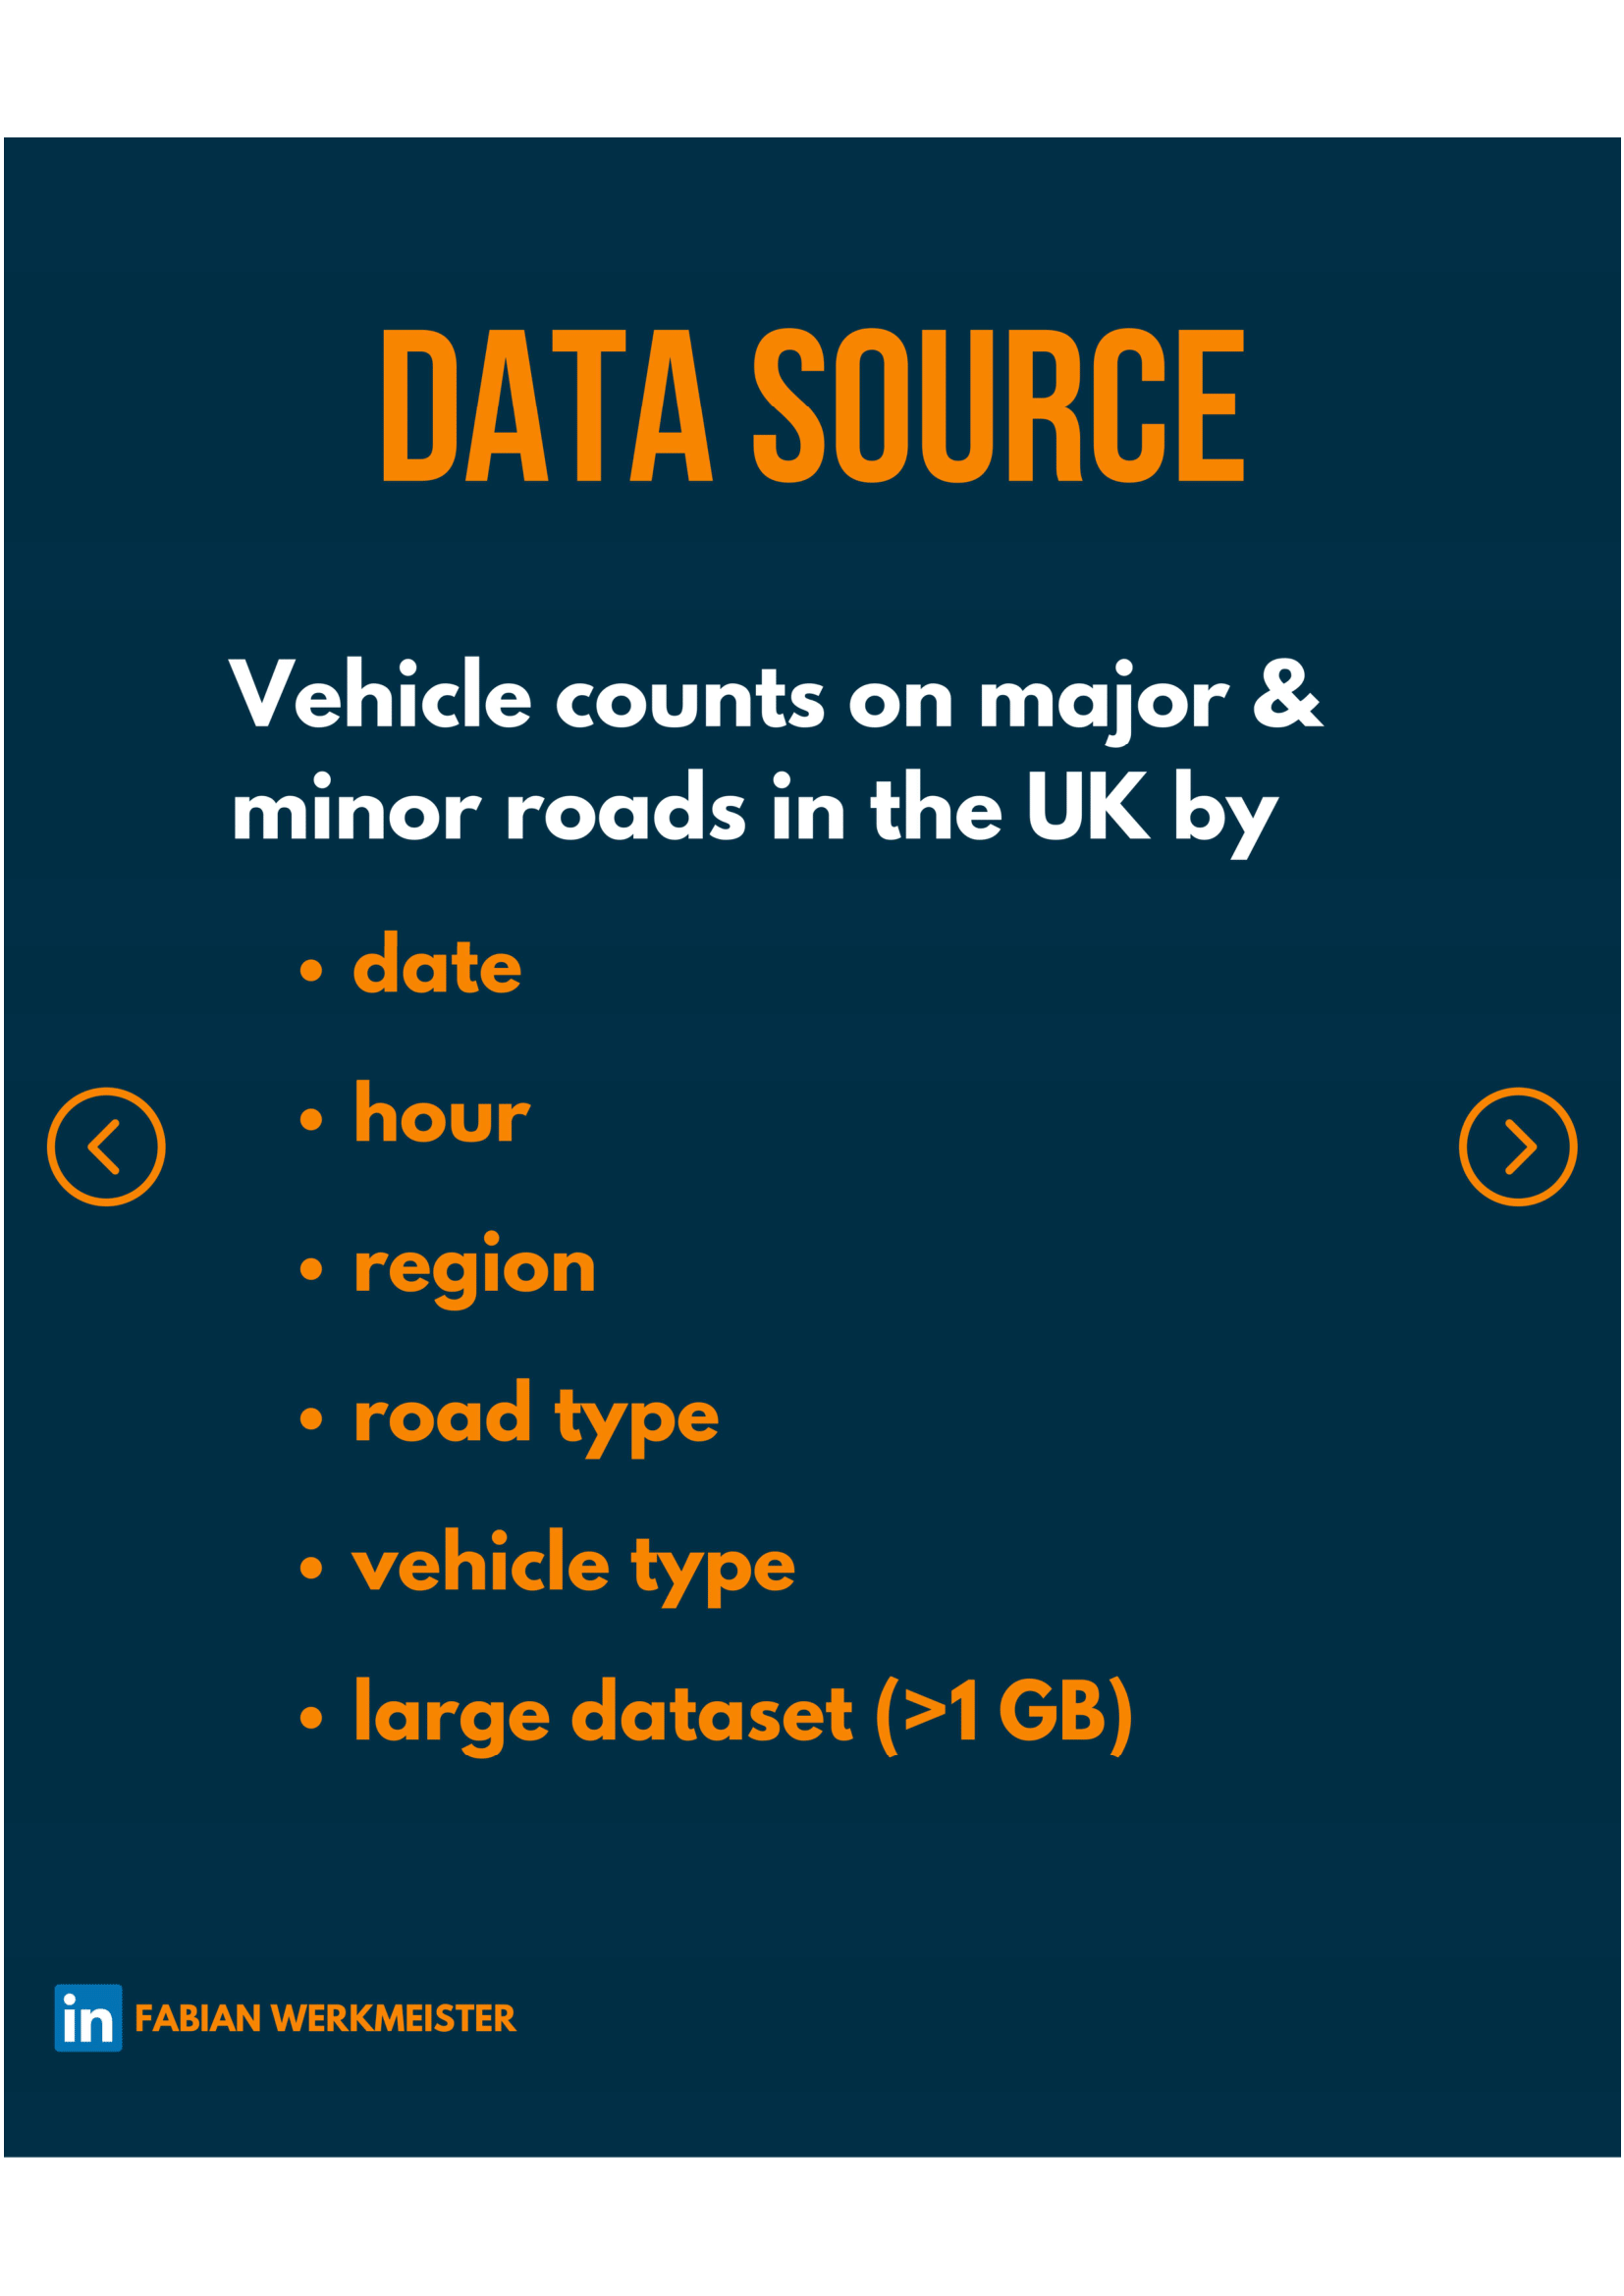 DATA SOURCE
Vehicle counts on major &
minor roads in the UK by
• date
• hour
• region
• road type
• vehicle type
• large dataset (>1 GB)
in FABIAN WERKMEISTER